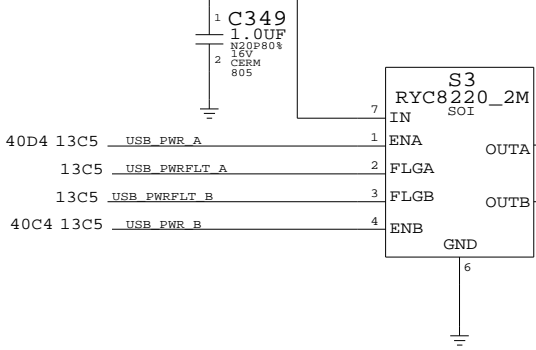 1 C349
1.0UF
N20P80%
16V
2 CERM
805
S3
RYC8220_2M
SOI
7 IN
40D4 13C5 USB_PWR_A 1 ENA
OUTA
13C5 USB_PWRFLT_A 2 FLGA
13C5 USB_PWRFLT_B 3 FLGB
OUTB
40C4 13C5 USB_PWR_B 4 ENB
GND
6